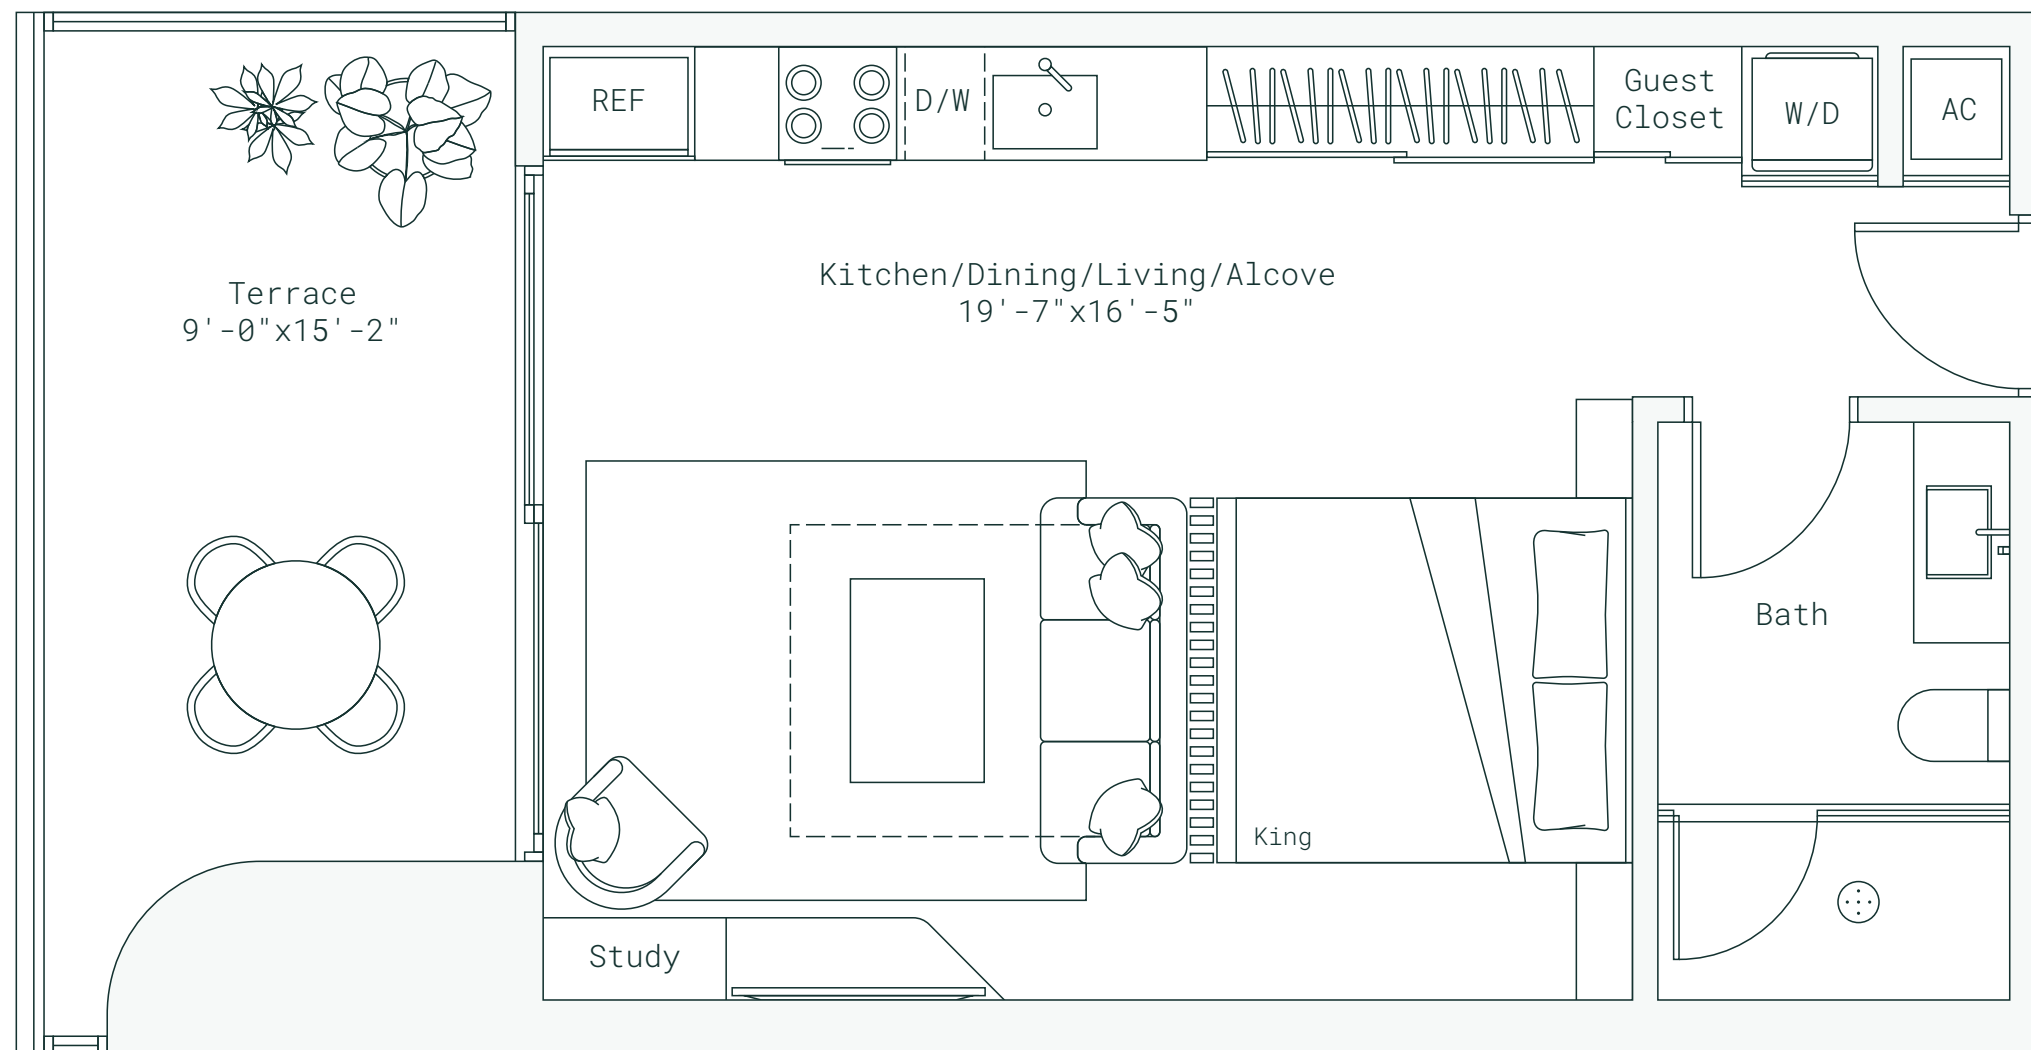 REF
D/W
Guest
Closet
W/D
AC
Kitchen/Dining/Living/Alcove
19'-7"x16'-5"
Terrace
9'-0"x15'-2"
Bath
King
Study